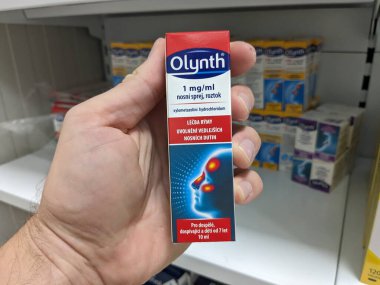 Olynth®
1 mg/ml
nosní sprej, roztok
xylometazolini hydrochloridum
LÉČBA RÝMY
UVOLNĚNÍ VEDLEJŠÍCH
NOSNÍCH DUTIN
Pro dospělé,
dospívající a děti od 7 let
10 ml